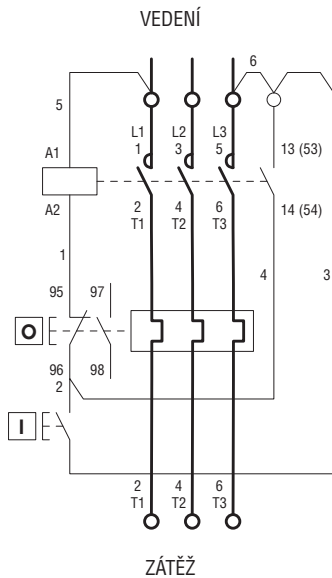 VEDENÍ
6
5
L1 L2 L3
1 3 5
13 (53)
A1
A2
2 4 6
T1 T2 T3
14 (54)
1
4
3
95 97
O
96 98
2
I
2 4 6
T1 T2 T3
ZÁTĚŽ